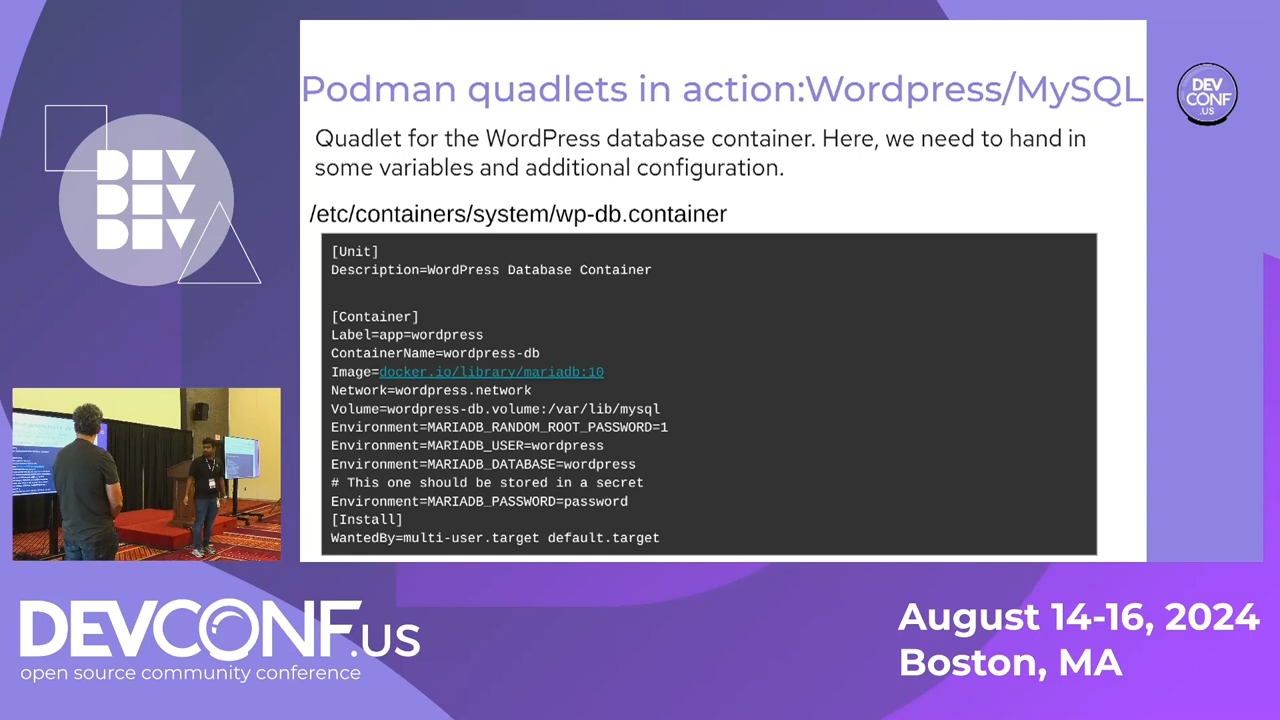 Podman quadlets in action:Wordpress/MySQL
Quadlet for the WordPress database container. Here, we need to hand in
some variables and additional configuration.
/etc/containers/system/wp-db.container
[Unit]
Description=WordPress Database Container
[Container]
Label=app=wordpress
ContainerName=wordpress-db
Image=docker.io/library/mariadb:10
Network=wordpress.network
Volume=wordpress-db.volume:/var/lib/mysql
Environment=MARIADB_RANDOM_ROOT_PASSWORD=1
Environment=MARIADB_USER=wordpress
Environment=MARIADB_DATABASE=wordpress
# This one should be stored in a secret
Environment=MARIADB_PASSWORD=password
[Install]
WantedBy=multi-user.target default.target
DEV
CONF
.US
DEV
DEV
DEV
DEVCONF.US
open source community conference
August 14-16, 2024
Boston, MA